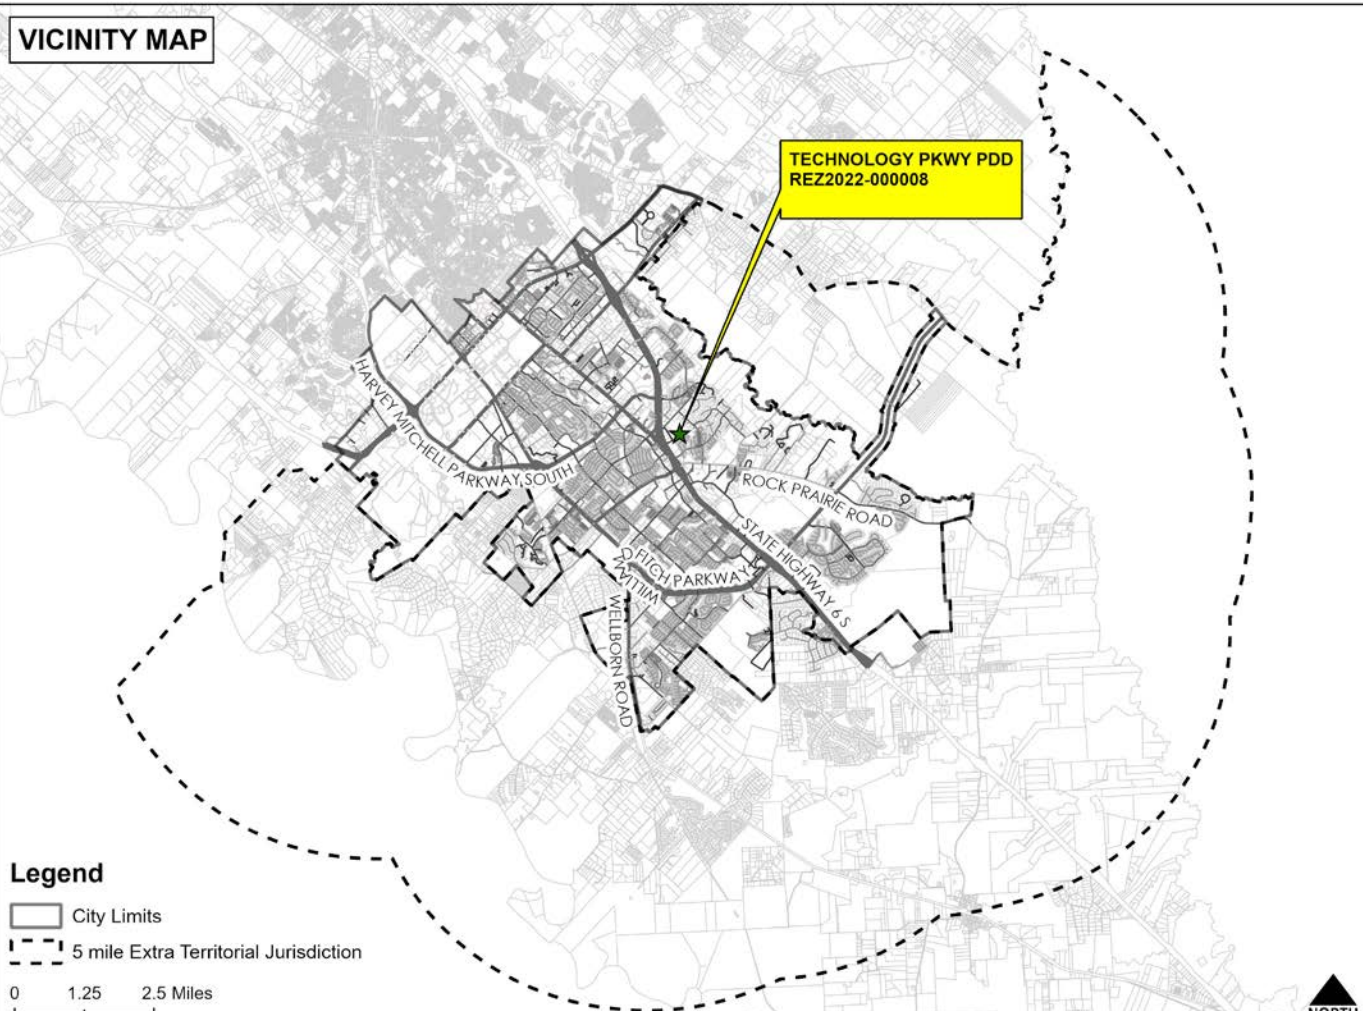 VICINITY MAP
TECHNOLOGY PKWY PDD
REZ2022-000008
HARVEY MITCHELL PARKWAY SOUTH
ROCK PRAIRIE ROAD
STATE HIGHWAY 6 S
WILLIAM D FITCH PARKWAY
WELLBORN ROAD
Legend
City Limits
5 mile Extra Territorial Jurisdiction
0 1.25 2.5 Miles
NORTH